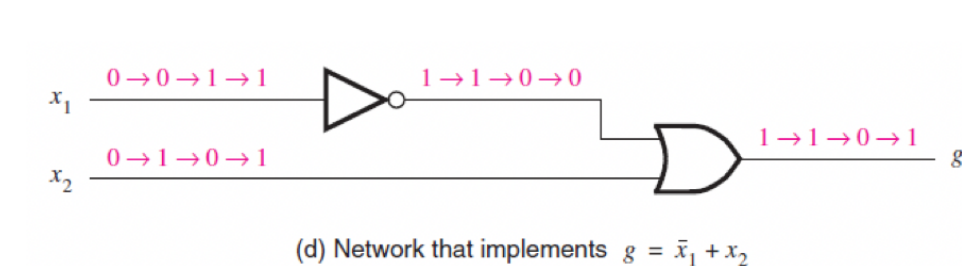 0→0→1→1
1→1→0→0
x₁
1→1→0→1
0→1→0→1
g
x₂
(d) Network that implements g = x̄₁ + x₂